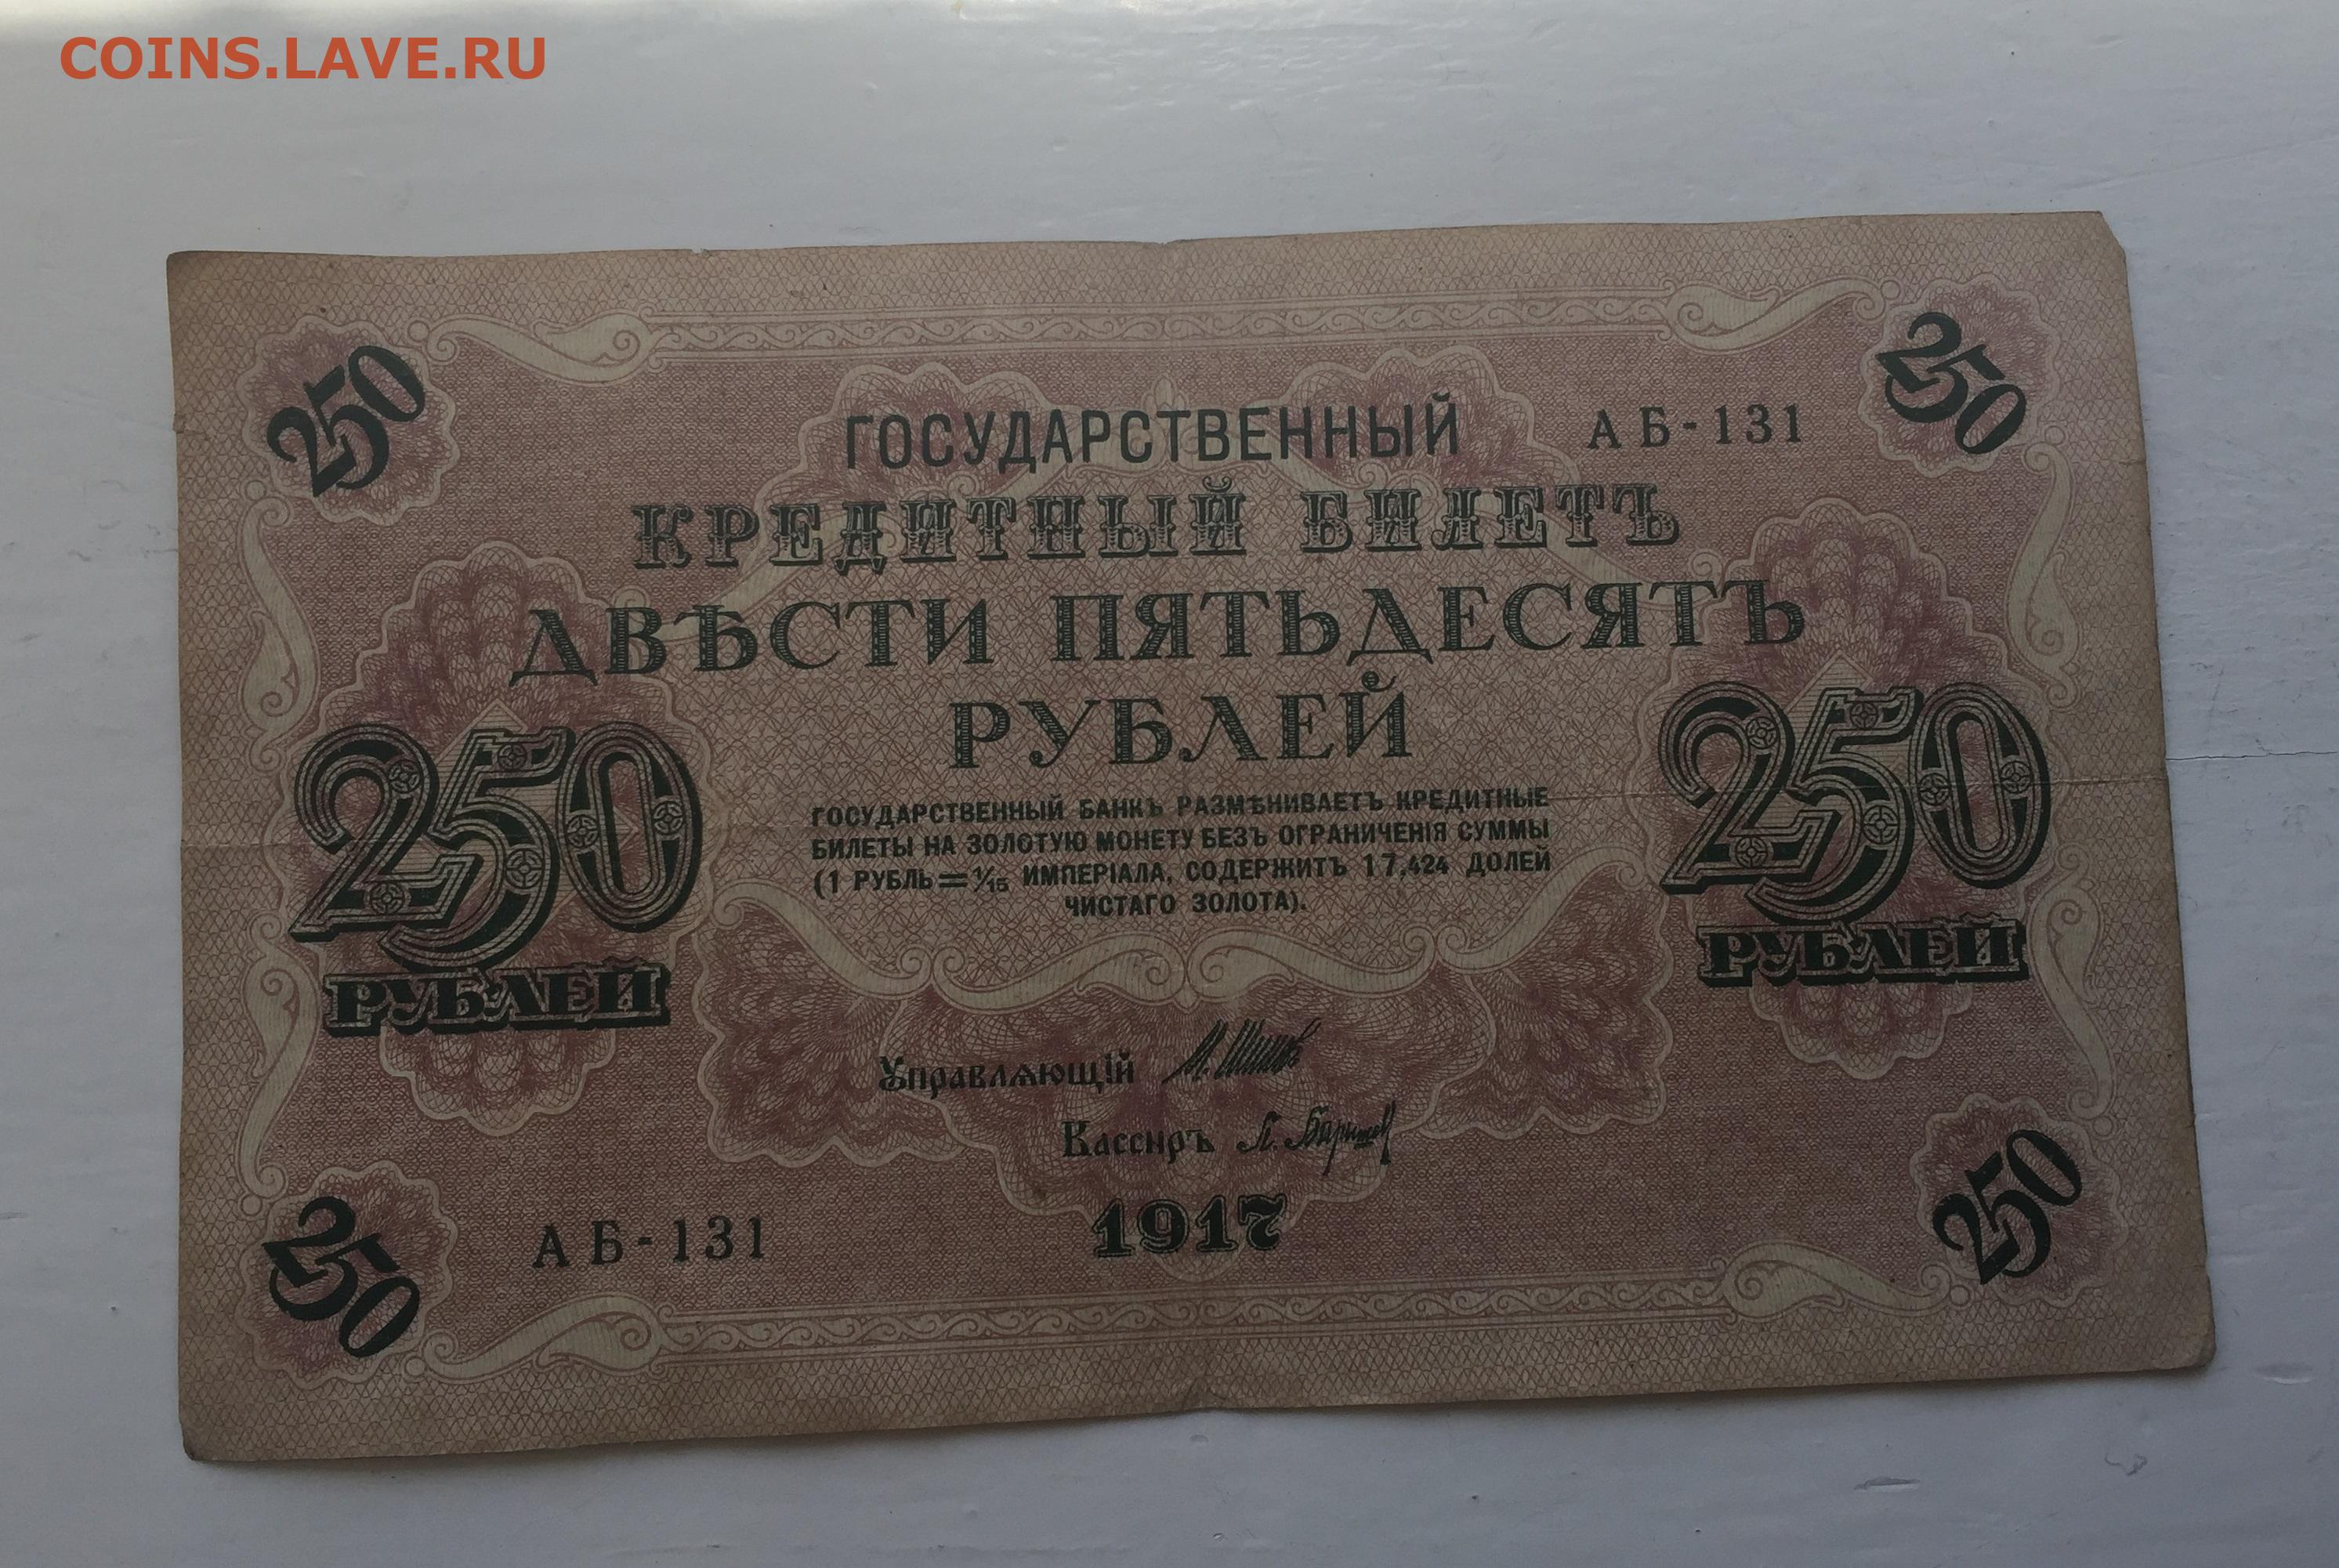 COINS.LAVE.RU
250
250
ГОСУДАРСТВЕННЫЙ
АБ-131
КРЕДИТНЫЙ БИЛЕТЪ
ДВѢСТИ ПЯТЬДЕСЯТЪ
РУБЛЕЙ
250
РУБЛЕЙ
ГОСУДАРСТВЕННЫЙ БАНКЪ РАЗМѢНИВАЕТЪ КРЕДИТНЫЕ
БИЛЕТЫ НА ЗОЛОТУЮ МОНЕТУ БЕЗЪ ОГРАНИЧЕНІЯ СУММЫ
(1 РУБЛЬ=1/15 ИМПЕРІАЛА, СОДЕРЖИТЪ 17,424 ДОЛЕЙ
ЧИСТАГО ЗОЛОТА).
250
РУБЛЕЙ
Управляющій И. Шипов
Кассиръ
1917
АБ-131
250
250